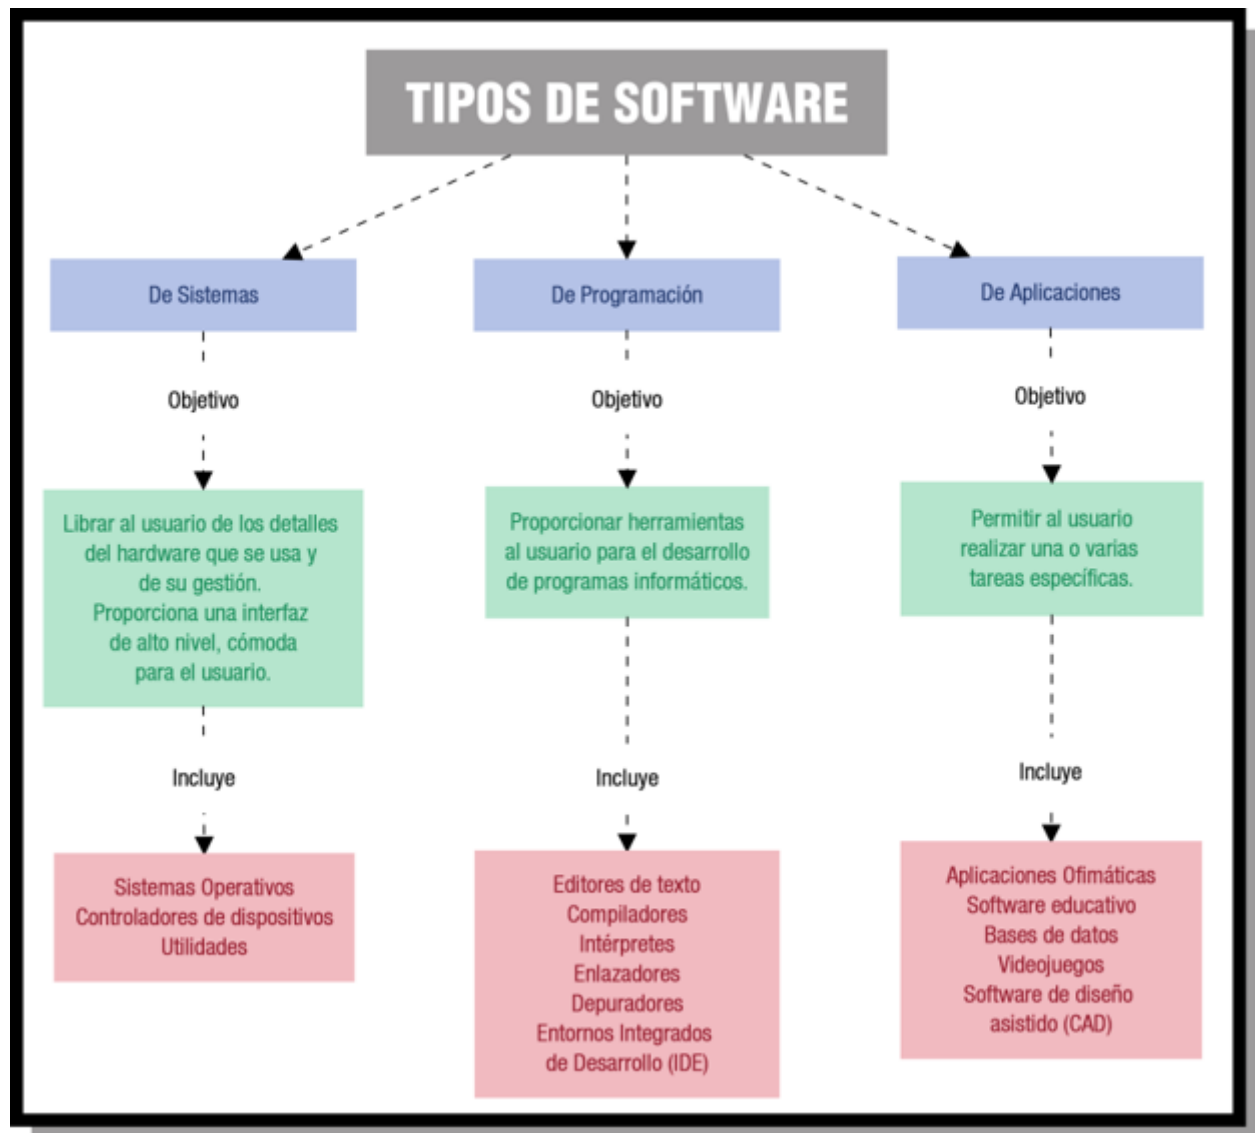 TIPOS DE SOFTWARE
De Sistemas
De Programación
De Aplicaciones
Objetivo
Objetivo
Objetivo
Librar al usuario de los detalles
del hardware que se usa y
de su gestión.
Proporciona una interfaz
de alto nivel, cómoda
para el usuario.
Proporcionar herramientas
al usuario para el desarrollo
de programas informáticos.
Permitir al usuario
realizar una o varias
tareas específicas.
Incluye
Incluye
Incluye
Sistemas Operativos
Controladores de dispositivos
Utilidades
Editores de texto
Compiladores
Intérpretes
Enlazadores
Depuradores
Entornos Integrados
de Desarrollo (IDE)
Aplicaciones Ofimáticas
Software educativo
Bases de datos
Videojuegos
Software de diseño
asistido (CAD)